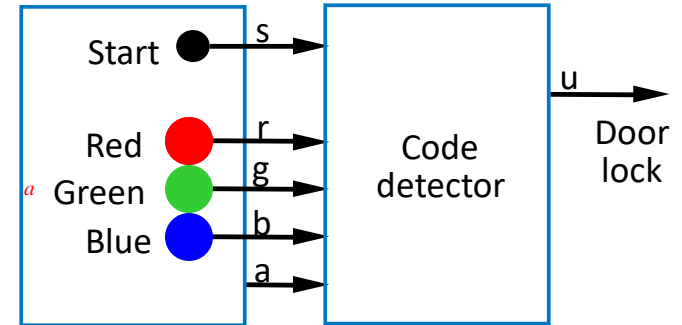 Start
s
Red
r
a
Green
g
Blue
b
a
Code
detector
u
Door
lock